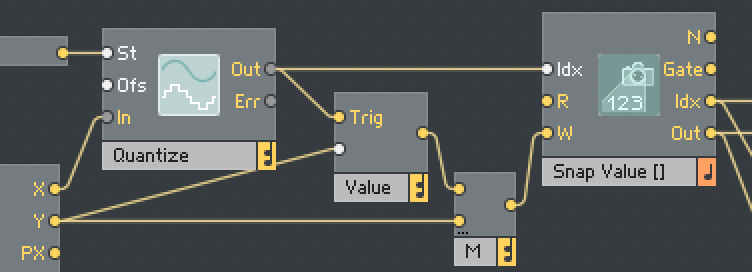 St
Ofs
In
Out
Err
Quantize
X
Y
PX
Trig
Value
...
M
Idx
R
W
123
N
Gate
Idx
Out
Snap Value []